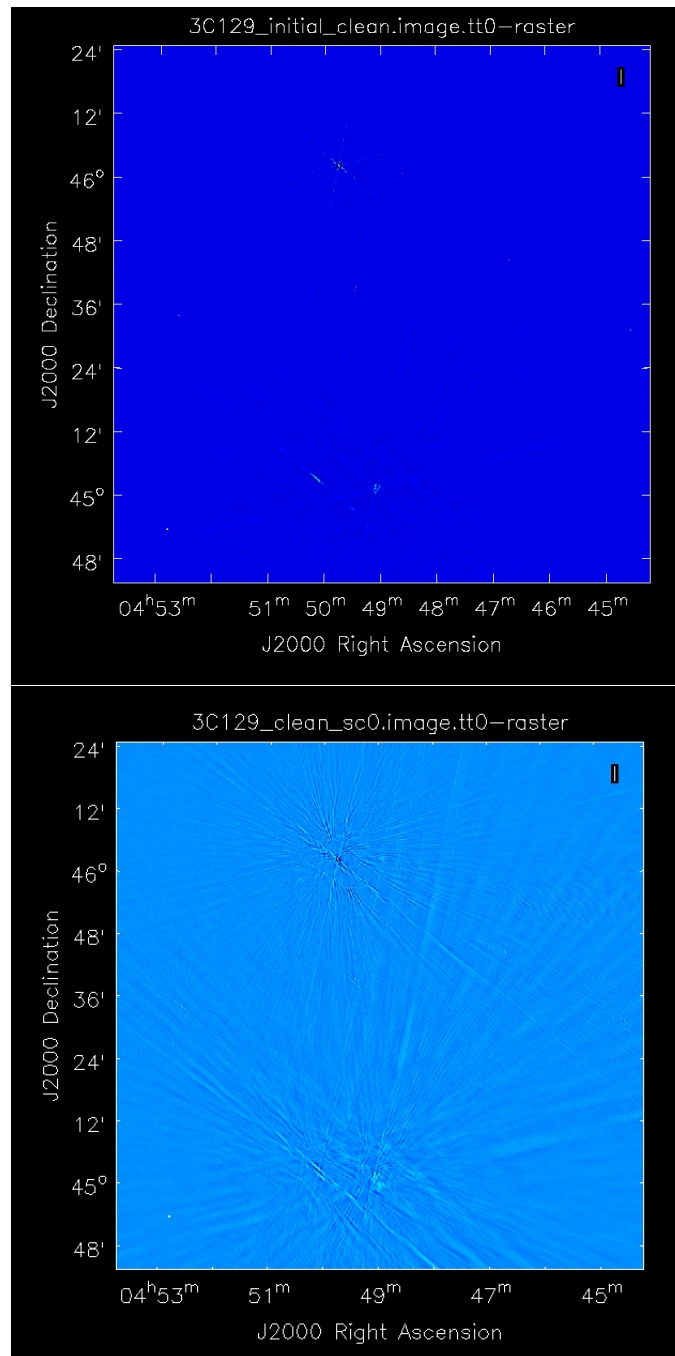 3C129_initial_clean.image.tt0-raster
24'
12'
46°
48'
36'
24'
12'
45°
48'
J2000 Declination
04ʰ53ᵐ 51ᵐ 50ᵐ 49ᵐ 48ᵐ 47ᵐ 46ᵐ 45ᵐ
J2000 Right Ascension
3C129_clean_sc0.image.tt0-raster
24'
12'
46°
48'
36'
24'
12'
45°
48'
J2000 Declination
04ʰ53ᵐ 51ᵐ 49ᵐ 47ᵐ 45ᵐ
J2000 Right Ascension